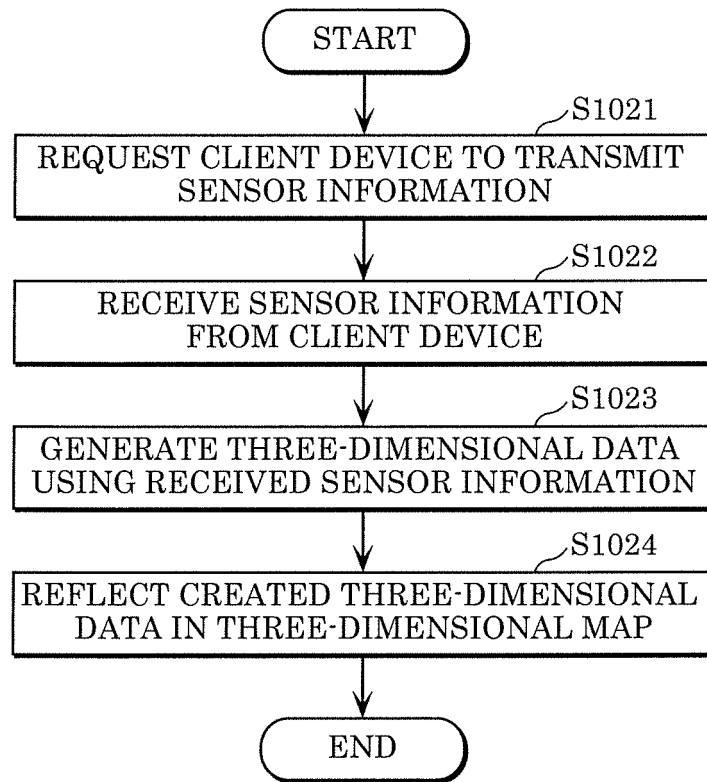 START
S1021
REQUEST CLIENT DEVICE TO TRANSMIT
SENSOR INFORMATION
S1022
RECEIVE SENSOR INFORMATION
FROM CLIENT DEVICE
S1023
GENERATE THREE-DIMENSIONAL DATA
USING RECEIVED SENSOR INFORMATION
S1024
REFLECT CREATED THREE-DIMENSIONAL
DATA IN THREE-DIMENSIONAL MAP
END